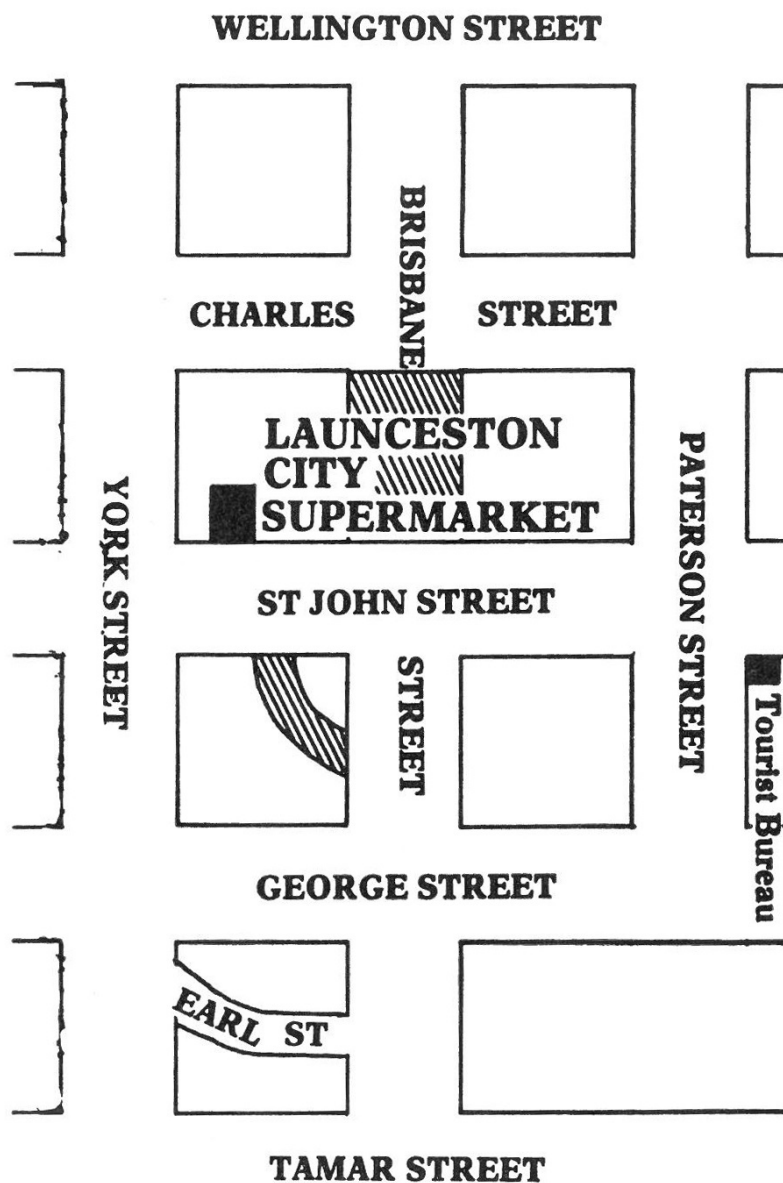 WELLINGTON STREET
BRISBANE
CHARLES STREET
LAUNCESTON
CITY
SUPERMARKET
YORK STREET
PATERSON STREET
ST JOHN STREET
STREET
Tourist Bureau
GEORGE STREET
EARL ST
TAMAR STREET